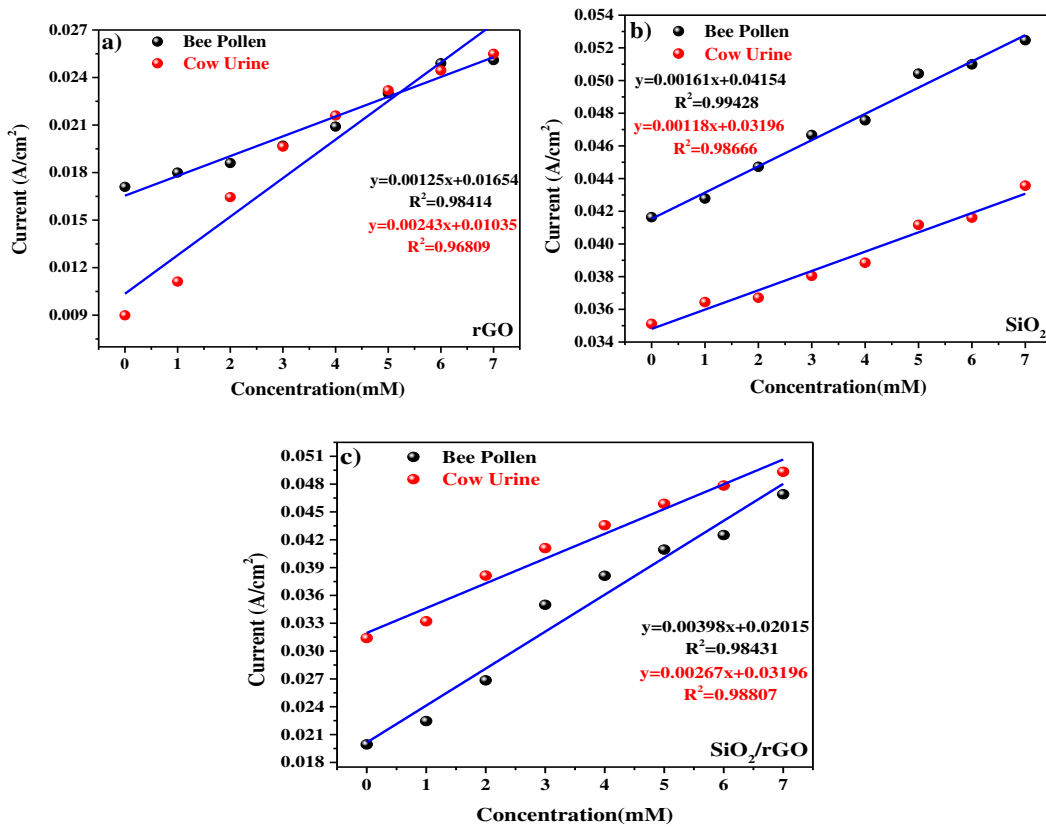 a)
Bee Pollen
Cow Urine
0.027
0.024
0.021
0.018
0.015
0.012
0.009
Current (A/cm²)
y=0.00125x+0.01654
R²=0.98414
y=0.00243x+0.01035
R²=0.96809
rGO
0 1 2 3 4 5 6 7
Concentration(mM)
b)
Bee Pollen
Cow Urine
0.054
0.052
0.050
0.048
0.046
0.044
0.042
0.040
0.038
0.036
0.034
Current (A/cm²)
y=0.00161x+0.04154
R²=0.99428
y=0.00118x+0.03196
R²=0.98666
SiO₂
0 1 2 3 4 5 6 7
Concentration(mM)
c)
Bee Pollen
Cow Urine
0.051
0.048
0.045
0.042
0.039
0.036
0.033
0.030
0.027
0.024
0.021
0.018
Current (A/cm²)
y=0.00398x+0.02015
R²=0.98431
y=0.00267x+0.03196
R²=0.98807
SiO₂/rGO
0 1 2 3 4 5 6 7
Concentration(mM)